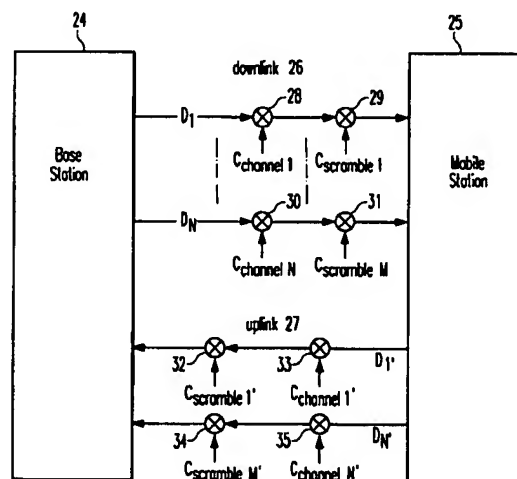 24
25
downlink 26
28
29
D1
Cchannel 1
Cscramble 1
Base
Station
Mobile
Station
30
31
DN
Cchannel N
Cscramble M
uplink 27
32
33
D1'
Cscramble 1'
Cchannel 1'
34
35
DN'
Cscramble M'
Cchannel N'